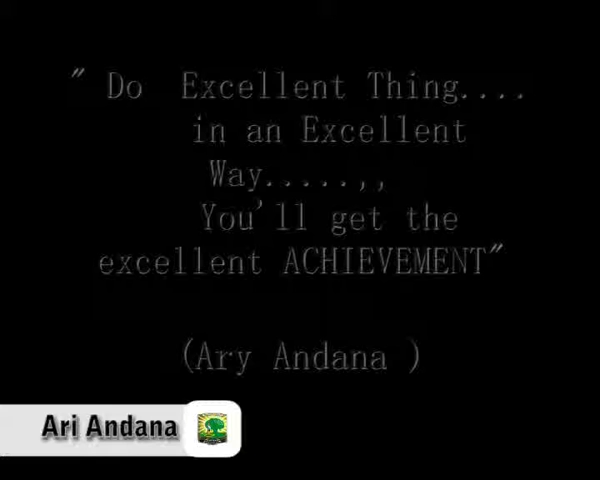 " Do Excellent Thing....
in an Excellent
Way.....,,
You'll get the
excellent ACHIEVEMENT"
(Ary Andana )
Ari Andana